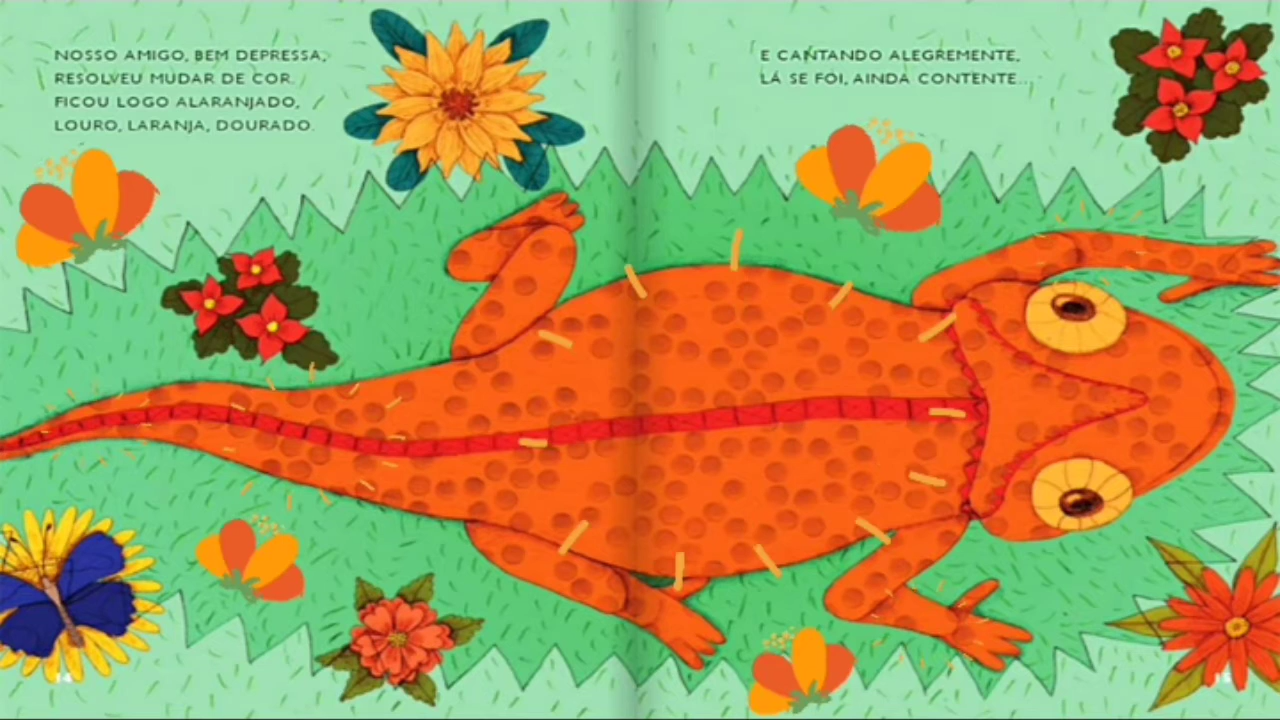 NOSSO AMIGO, BEM DEPRESSA,
RESOLVEU MUDAR DE COR.
FICOU LOGO ALARANJADO,
LOURO, LARANJA, DOURADO.
E CANTANDO ALEGREMENTE,
LÁ SE FOI, AINDA CONTENTE...
14